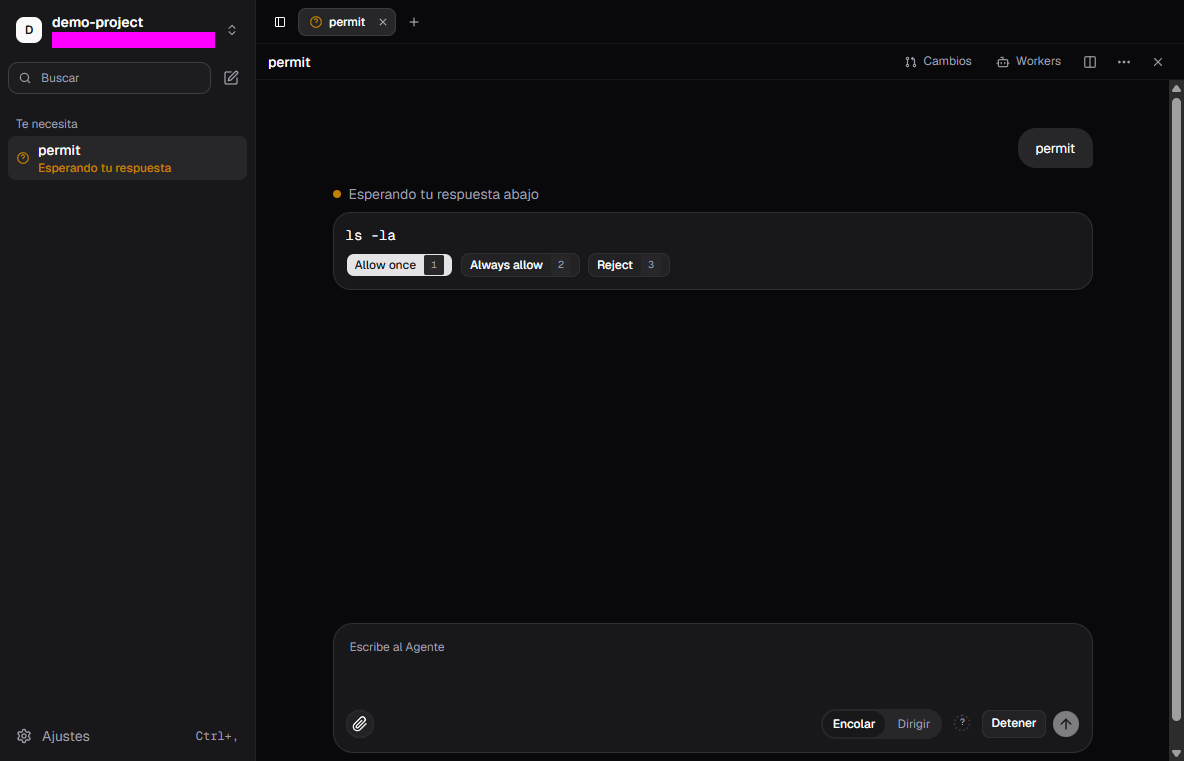 D
demo-project
Buscar
Te necesita
permit
Esperando tu respuesta
Ajustes
Ctrl+,
permit
permit
Cambios
Workers
permit
Esperando tu respuesta abajo
ls -la
Allow once 1
Always allow 2
Reject 3
Escribe al Agente
Encolar
Dirigir
?
Detener